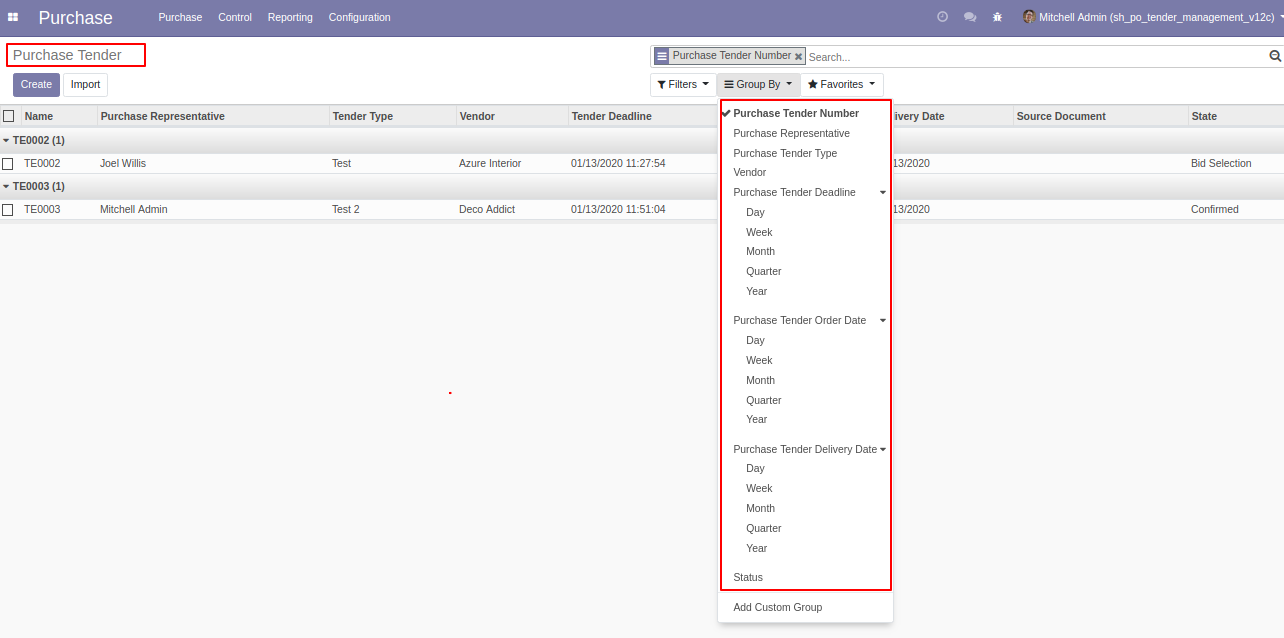 Purchase Purchase Control Reporting Configuration Mitchell Admin (sh_po_tender_management_v12c)
Purchase Tender
Purchase Tender Number Search...
Create Import
Filters Group By Favorites
Name Purchase Representative Tender Type Vendor Tender Deadline ivery Date Source Document State
TE0002 (1)
TE0002 Joel Willis Test Azure Interior 01/13/2020 11:27:54 13/2020 Bid Selection
TE0003 (1)
TE0003 Mitchell Admin Test 2 Deco Addict 01/13/2020 11:51:04 13/2020 Confirmed
Purchase Tender Number
Purchase Representative
Purchase Tender Type
Vendor
Purchase Tender Deadline
Day
Week
Month
Quarter
Year
Purchase Tender Order Date
Day
Week
Month
Quarter
Year
Purchase Tender Delivery Date
Day
Week
Month
Quarter
Year
Status
Add Custom Group